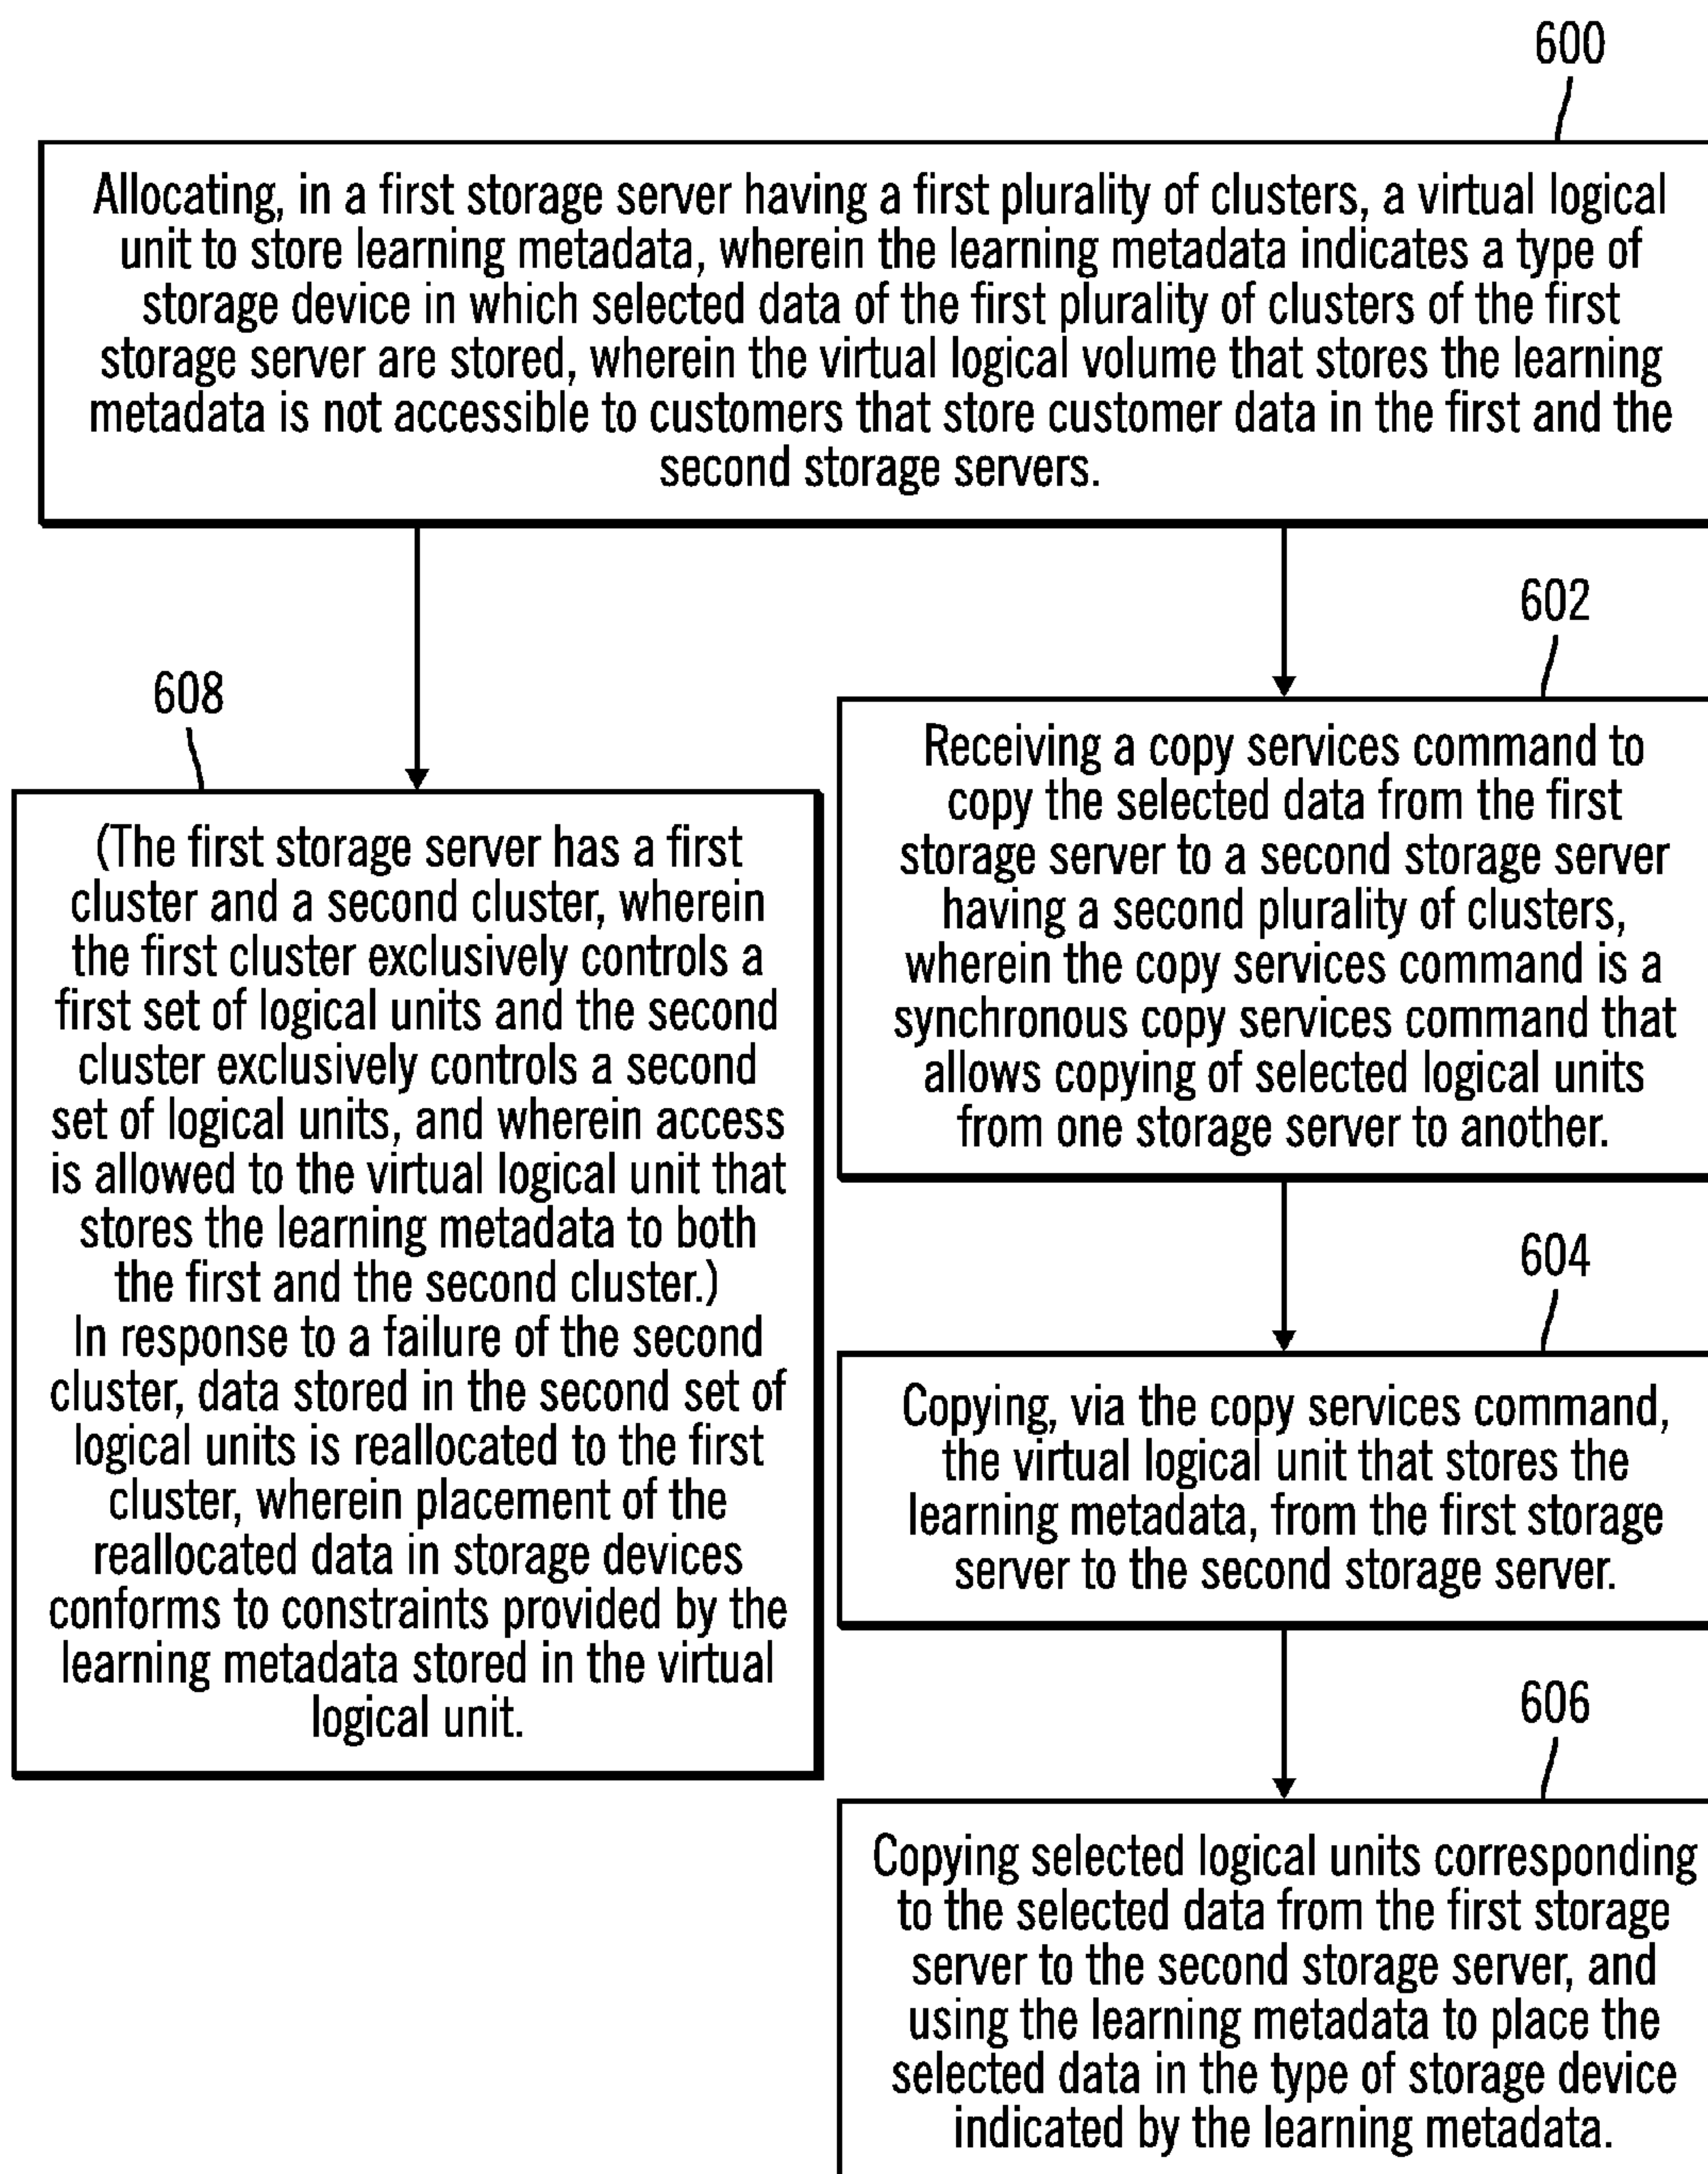 600
Allocating, in a first storage server having a first plurality of clusters, a virtual logical
unit to store learning metadata, wherein the learning metadata indicates a type of
storage device in which selected data of the first plurality of clusters of the first
storage server are stored, wherein the virtual logical volume that stores the learning
metadata is not accessible to customers that store customer data in the first and the
second storage servers.
608
(The first storage server has a first
cluster and a second cluster, wherein
the first cluster exclusively controls a
first set of logical units and the second
cluster exclusively controls a second
set of logical units, and wherein access
is allowed to the virtual logical unit that
stores the learning metadata to both
the first and the second cluster.)
In response to a failure of the second
cluster, data stored in the second set of
logical units is reallocated to the first
cluster, wherein placement of the
reallocated data in storage devices
conforms to constraints provided by the
learning metadata stored in the virtual
logical unit.
602
Receiving a copy services command to
copy the selected data from the first
storage server to a second storage server
having a second plurality of clusters,
wherein the copy services command is a
synchronous copy services command that
allows copying of selected logical units
from one storage server to another.
604
Copying, via the copy services command,
the virtual logical unit that stores the
learning metadata, from the first storage
server to the second storage server.
606
Copying selected logical units corresponding
to the selected data from the first storage
server to the second storage server, and
using the learning metadata to place the
selected data in the type of storage device
indicated by the learning metadata.